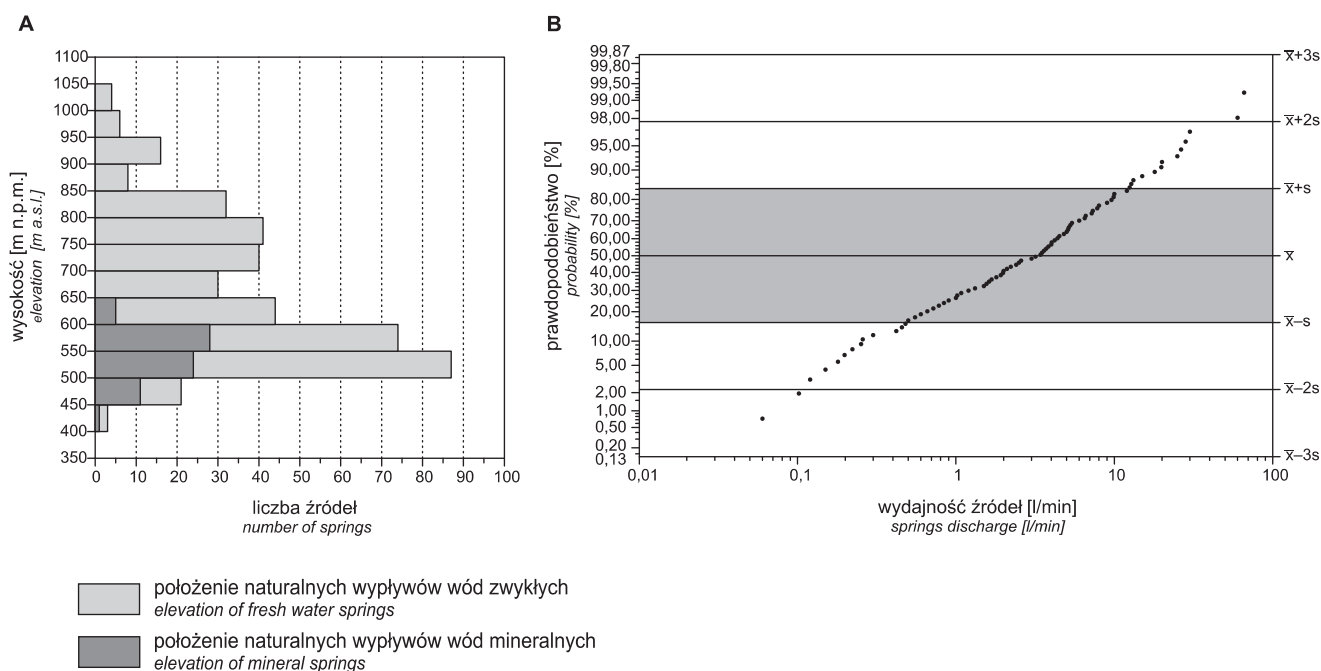 A
1100
1050
1000
950
900
850
800
750
700
650
600
550
500
450
400
350
wysokość [m n.p.m.]
elevation [m a.s.l.]
0 10 20 30 40 50 60 70 80 90 100
liczba źródeł
number of springs
B
99,87
99,80
99,50
99,00
98,00
95,00
90,00
80,00
60,00
40,00
30,00
20,00
10,00
5,00
2,00
1,00
0,50
0,20
0,13
prawdopodobieństwo [%]
probability [%]
x̅+3s
x̅+2s
x̅+s
x̅
x̅–s
x̅–2s
x̅–3s
0,01 0,1 1 10 100
wydajność źródeł [l/min]
springs discharge [l/min]
położenie naturalnych wypływów wód zwykłych
elevation of fresh water springs
położenie naturalnych wypływów wód mineralnych
elevation of mineral springs